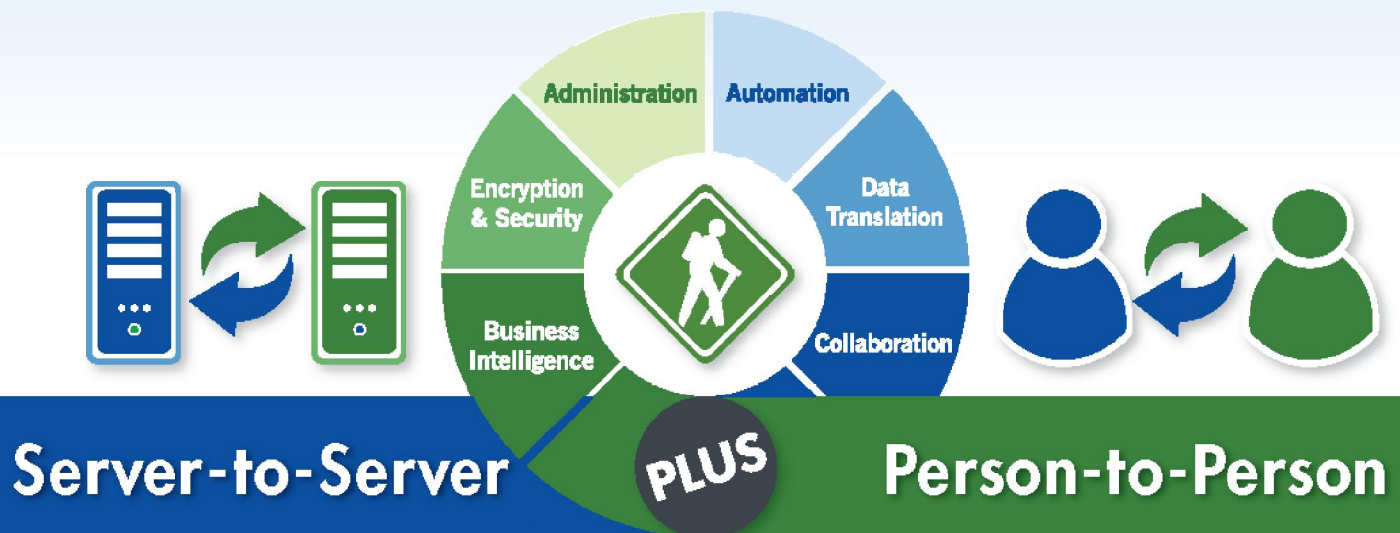 Administration
Automation
Encryption
& Security
Data
Translation
Business
Intelligence
Collaboration
Server-to-Server
PLUS
Person-to-Person